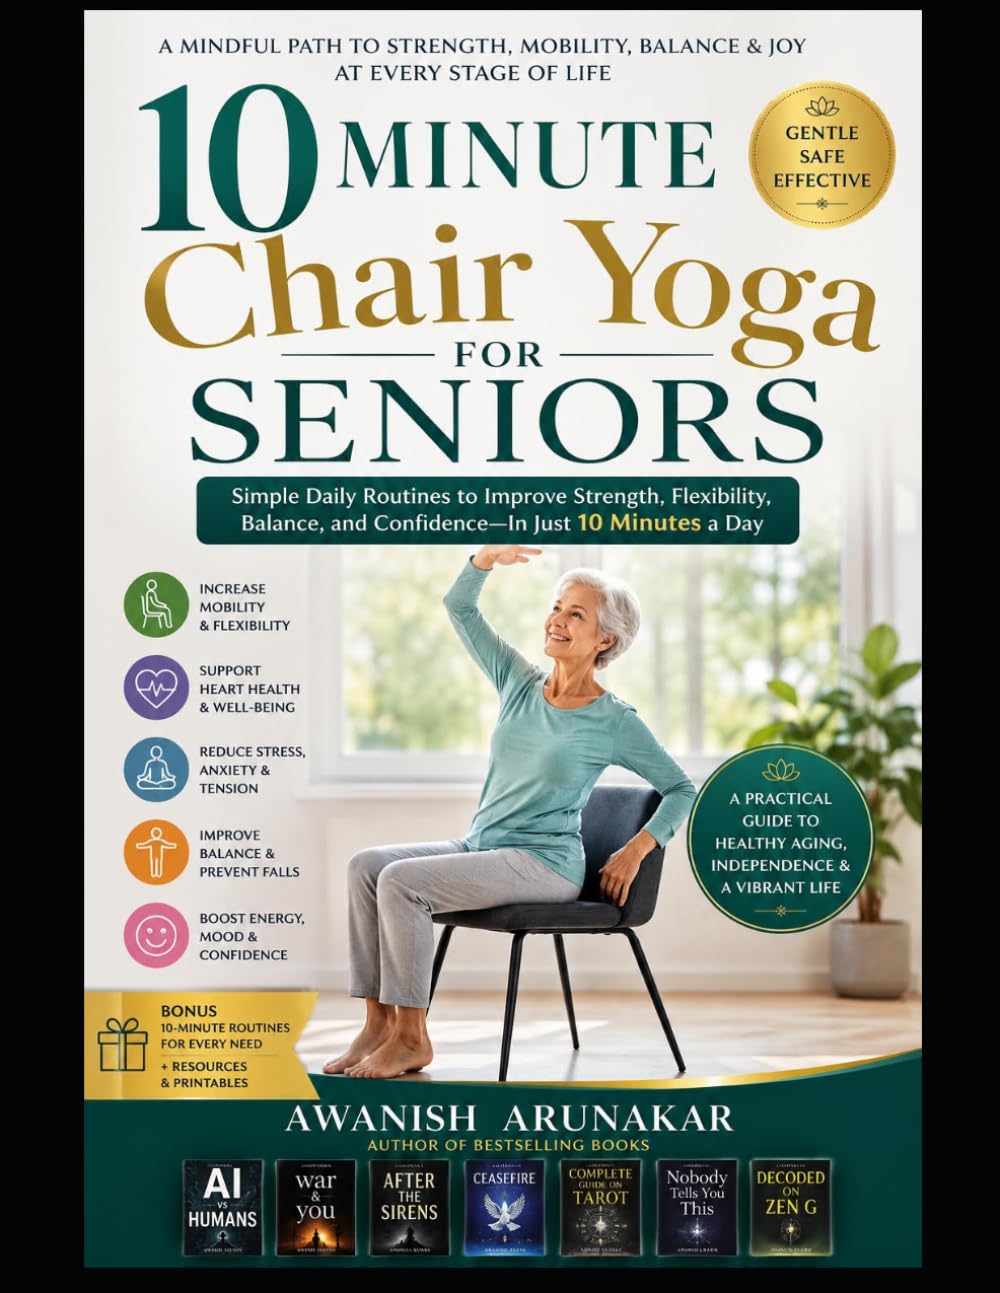 A MINDFUL PATH TO STRENGTH, MOBILITY, BALANCE & JOY
AT EVERY STAGE OF LIFE
10 MINUTE
Chair Yoga
FOR
SENIORS
GENTLE
SAFE
EFFECTIVE
Simple Daily Routines to Improve Strength, Flexibility,
Balance, and Confidence—In Just 10 Minutes a Day
INCREASE
MOBILITY
& FLEXIBILITY
SUPPORT
HEART HEALTH
& WELL-BEING
REDUCE STRESS,
ANXIETY &
TENSION
IMPROVE
BALANCE &
PREVENT FALLS
BOOST ENERGY,
MOOD &
CONFIDENCE
A PRACTICAL
GUIDE TO
HEALTHY AGING,
INDEPENDENCE &
A VIBRANT LIFE
BONUS
10-MINUTE ROUTINES
FOR EVERY NEED
+ RESOURCES
& PRINTABLES
AWANISH ARUNAKAR
AUTHOR OF BESTSELLING BOOKS
AI
VS
HUMANS
war
&
you
AFTER
THE
SIRENS
CEASEFIRE
COMPLETE
GUIDE ON
TAROT
Nobody
Tells You
This
DECODED
ON
ZEN G